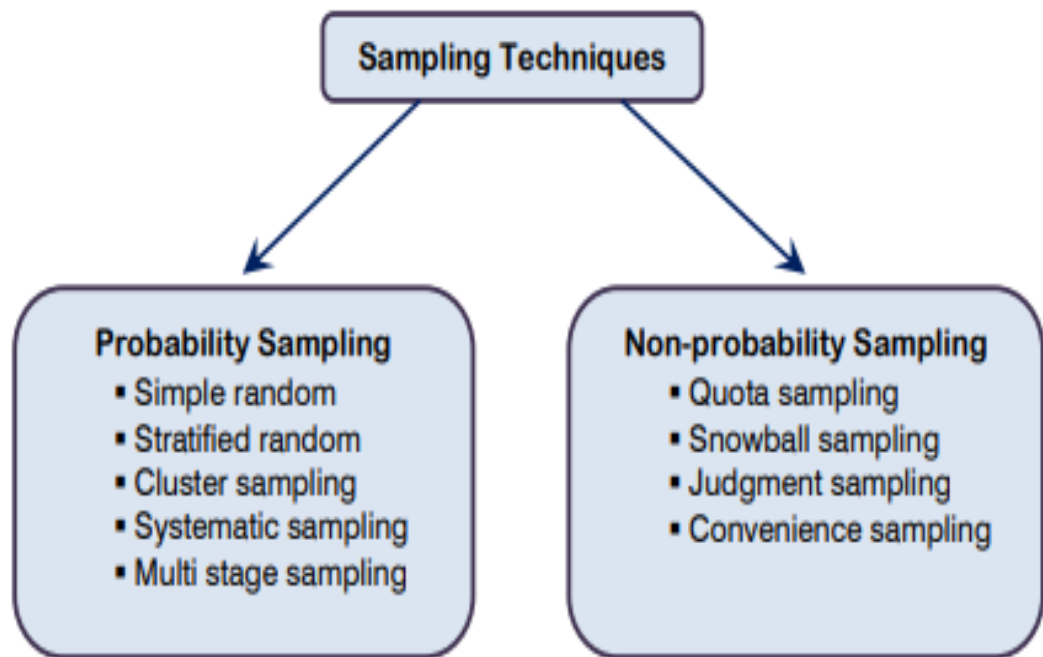 Sampling Techniques
Probability Sampling
▪ Simple random
▪ Stratified random
▪ Cluster sampling
▪ Systematic sampling
▪ Multi stage sampling
Non-probability Sampling
▪ Quota sampling
▪ Snowball sampling
▪ Judgment sampling
▪ Convenience sampling